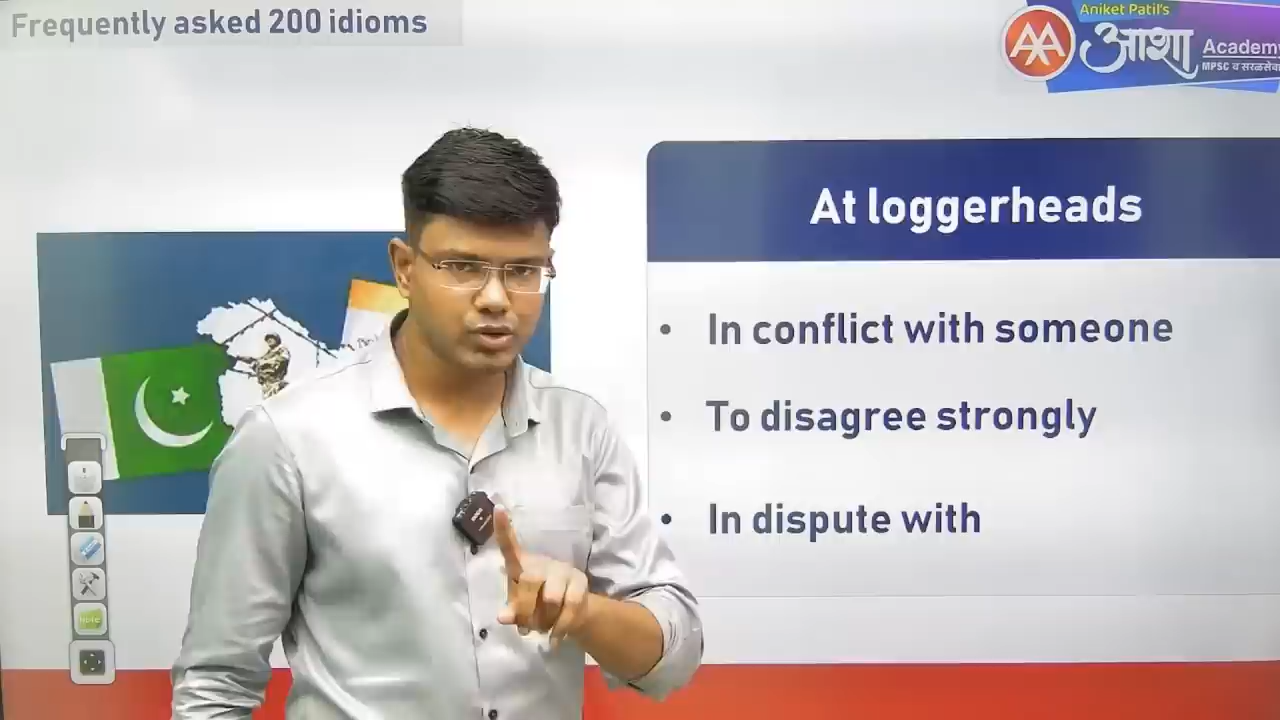 Frequently asked 200 idioms
Aniket Patil's
आशा Academy
MPSC व सरळसेवा
At loggerheads
• In conflict with someone
• To disagree strongly
• In dispute with
note